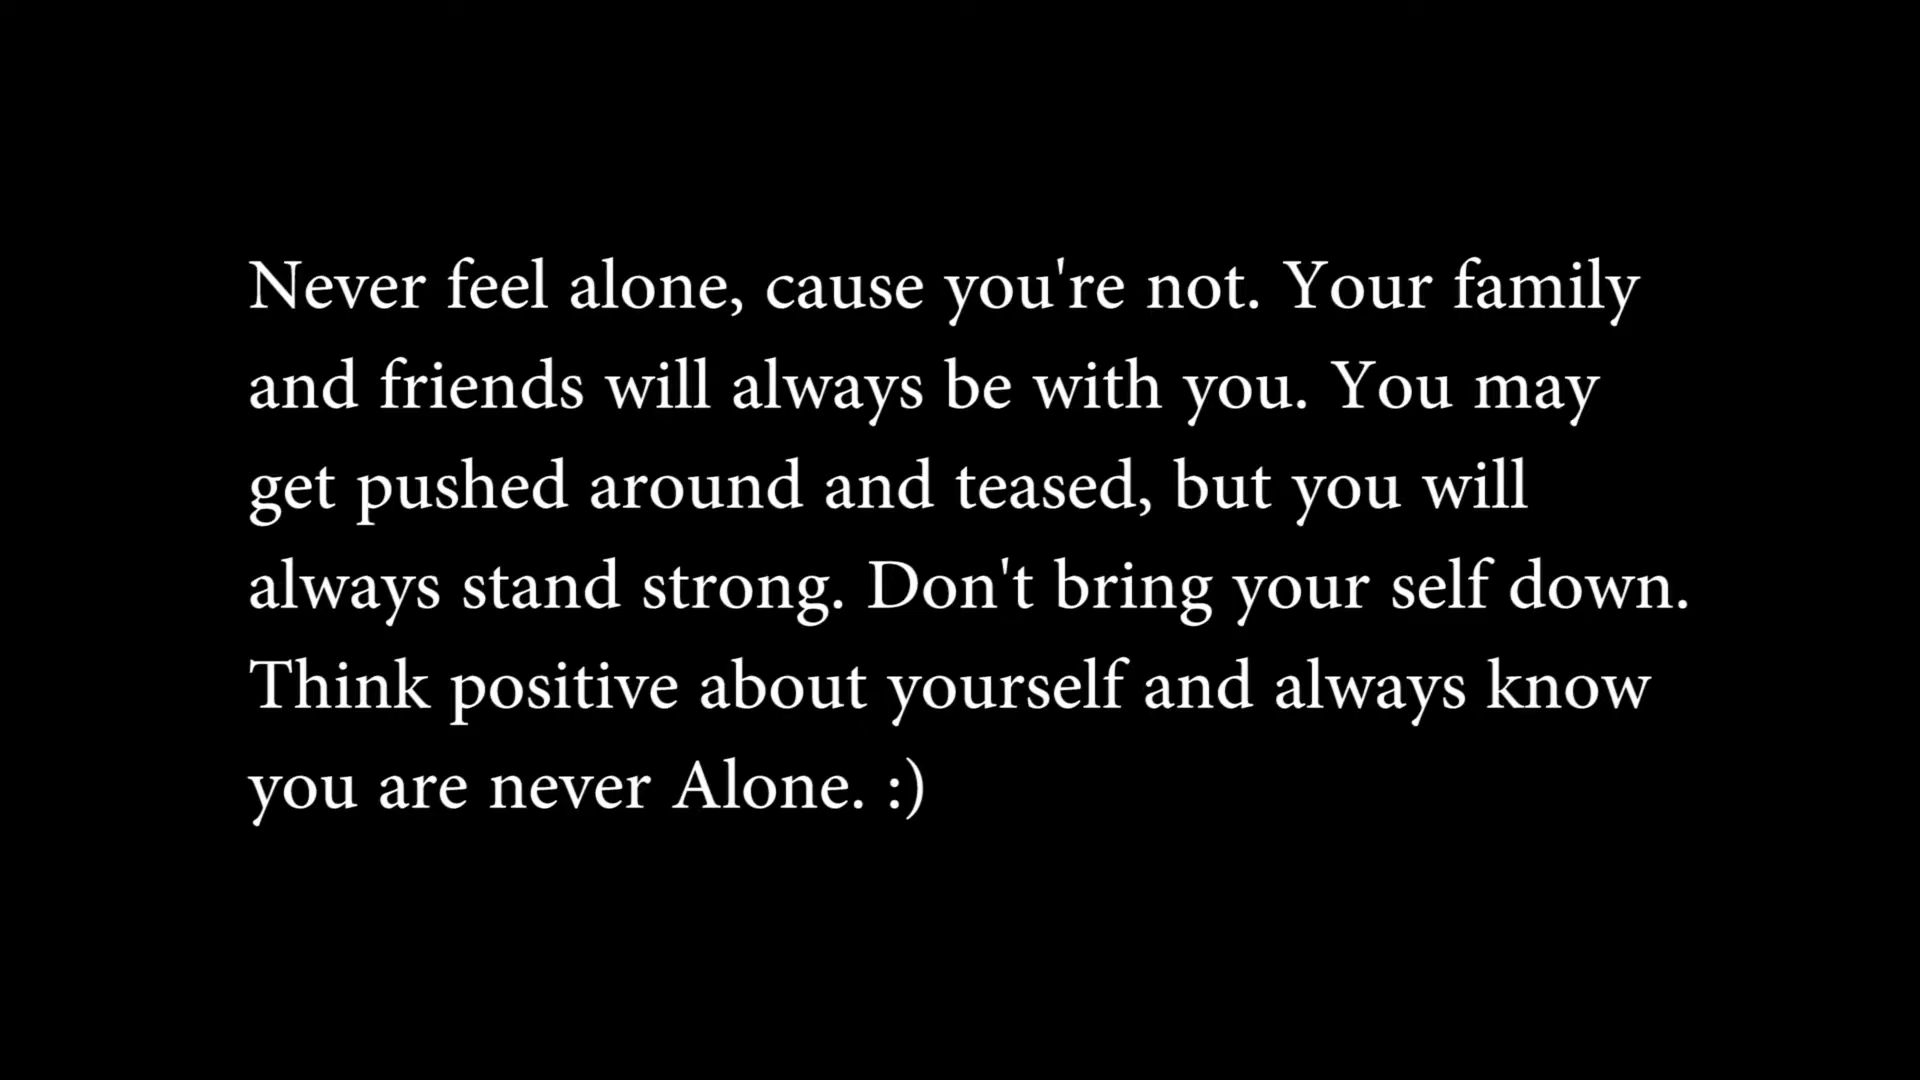 Never feel alone, cause you're not. Your family
and friends will always be with you. You may
get pushed around and teased, but you will
always stand strong. Don't bring your self down.
Think positive about yourself and always know
you are never Alone. :)